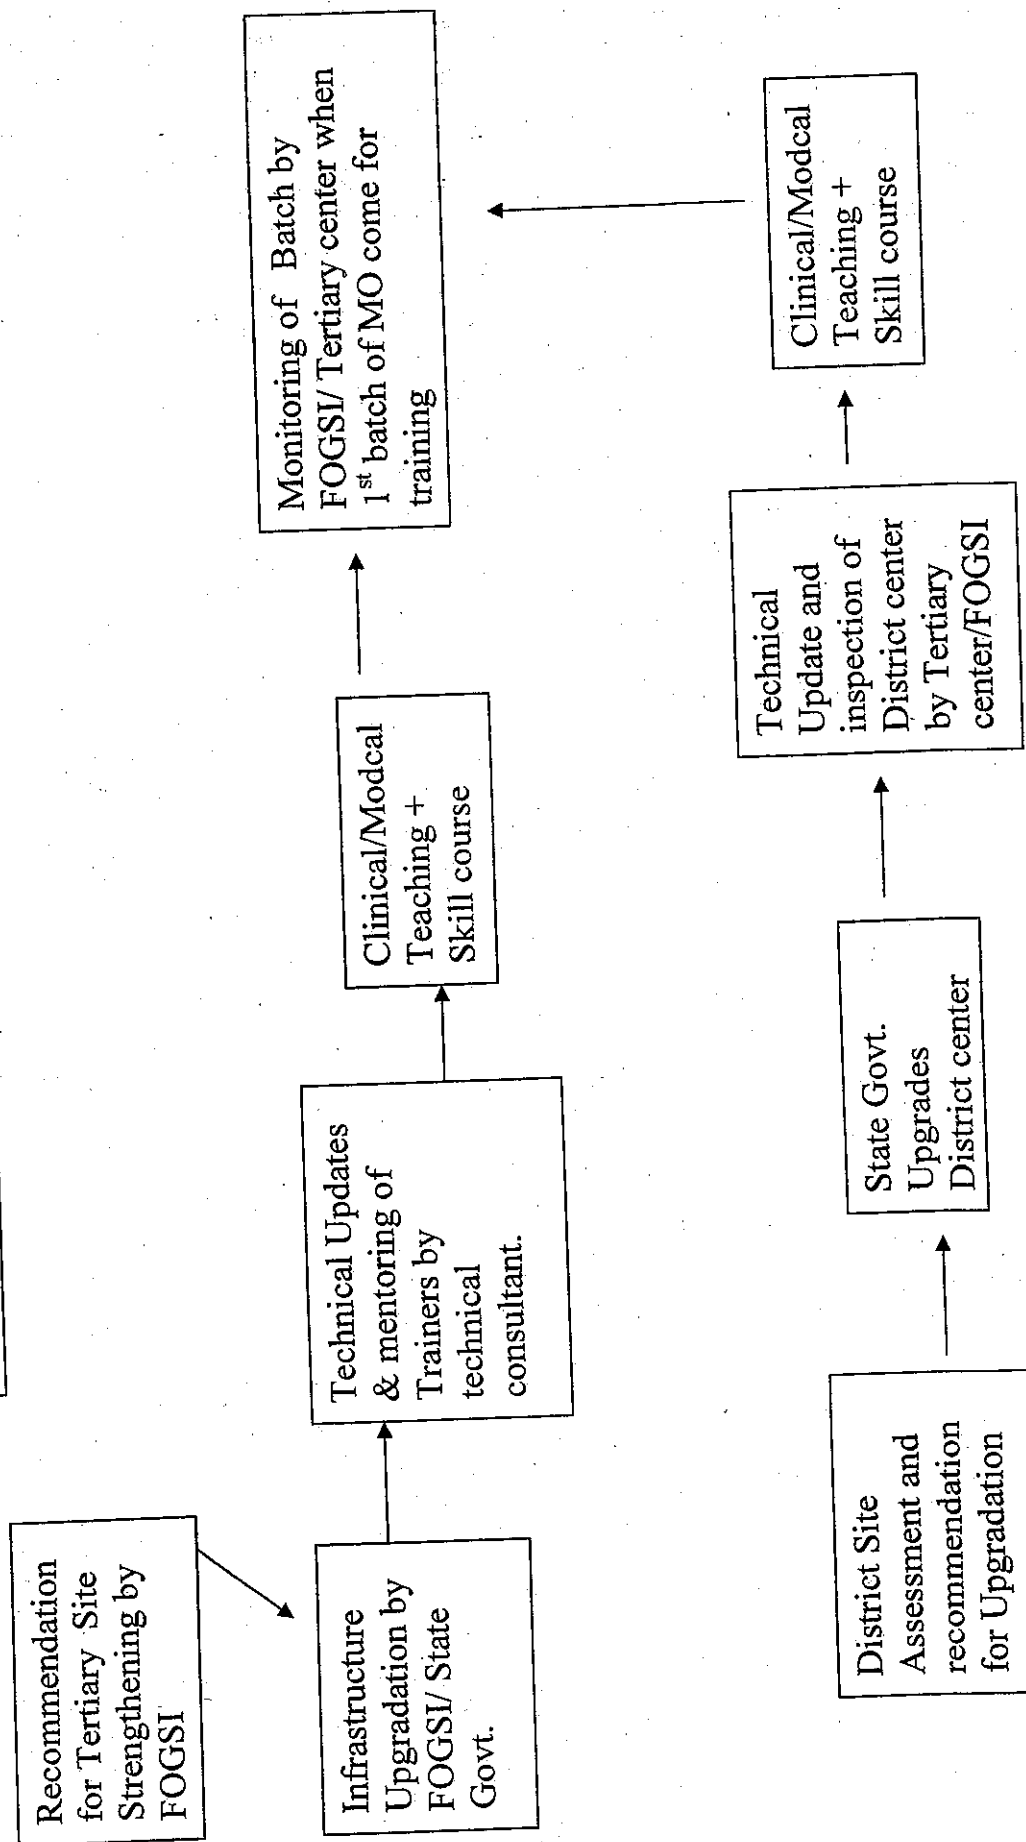 Recommendation
for Tertiary Site
Strengthening by
FOGSI
Infrastructure
Upgradation by
FOGSI/ State
Govt.
Technical Updates
& mentoring of
Trainers by
technical
consultant.
Clinical/Modcal
Teaching +
Skill course
Monitoring of Batch by
FOGSI/ Tertiary center when
1st batch of MO come for
training
District Site
Assessment and
recommendation
for Upgradation
State Govt.
Upgrades
District center
Technical
Update and
inspection of
District center
by Tertiary
center/FOGSI
Clinical/Modcal
Teaching +
Skill course